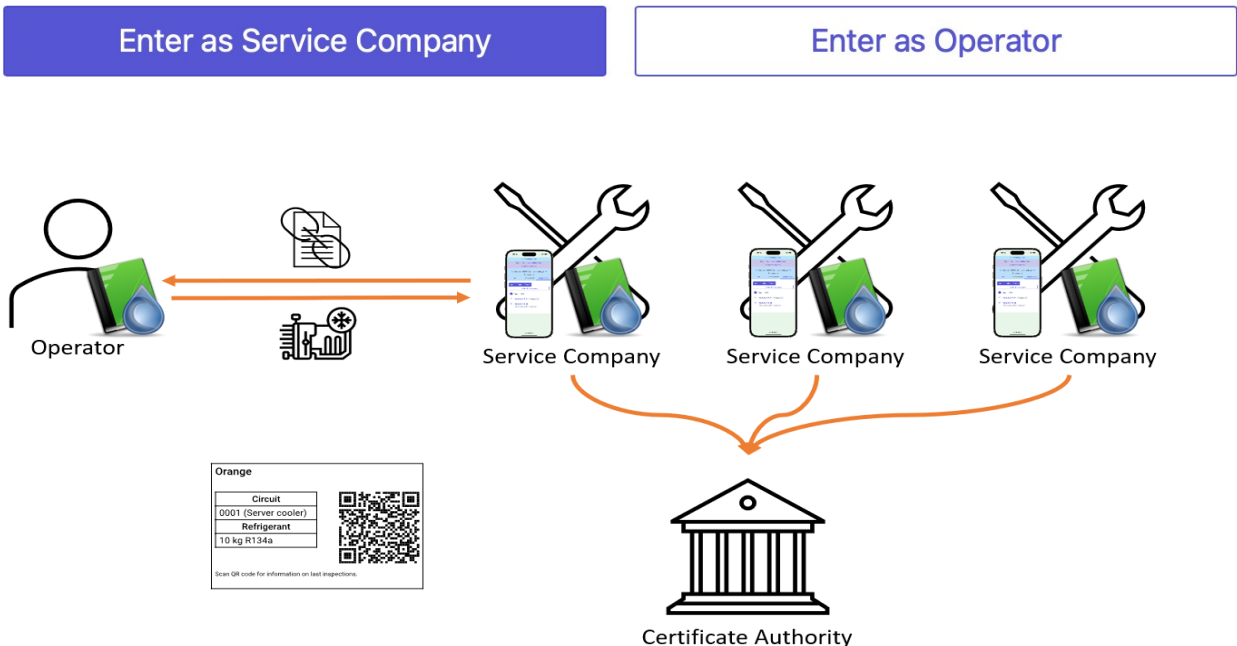 Enter as Service Company
Enter as Operator
Operator
Service Company
Service Company
Service Company
Orange
Circuit
0001 (Server cooler)
Refrigerant
10 kg R134a
Scan QR code for information on last inspections.
Certificate Authority